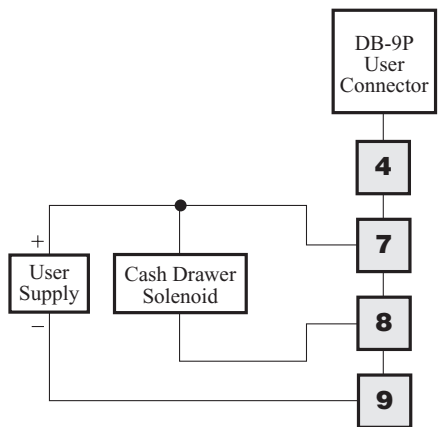 DB-9P
User
Connector
4
7
+
User
Supply
–
Cash Drawer
Solenoid
8
9